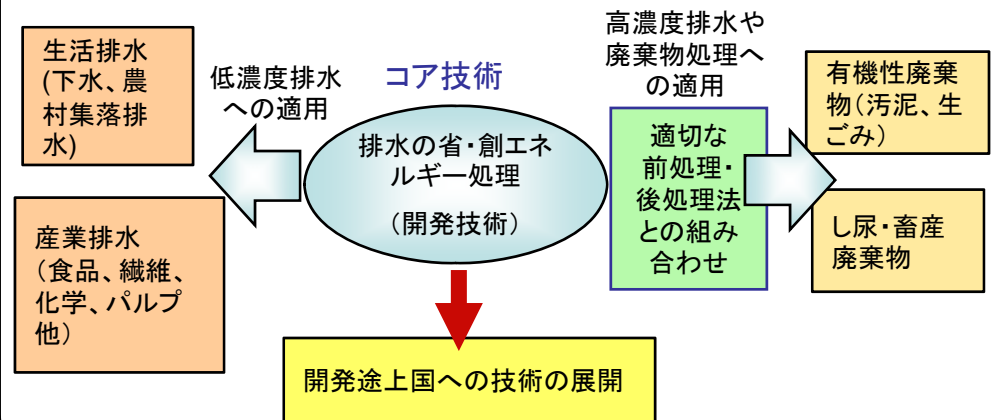 生活排水
(下水、農
村集落排
水)
産業排水
（食品、繊維、
化学、パルプ
他）
低濃度排水
への適用
コア技術
排水の省・創エネ
ルギー処理
（開発技術）
高濃度排水や
廃棄物処理へ
の適用
適切な
前処理・
後処理法
との組み
合わせ
有機性廃棄
物（汚泥、生
ごみ）
し尿・畜産
廃棄物
開発途上国への技術の展開